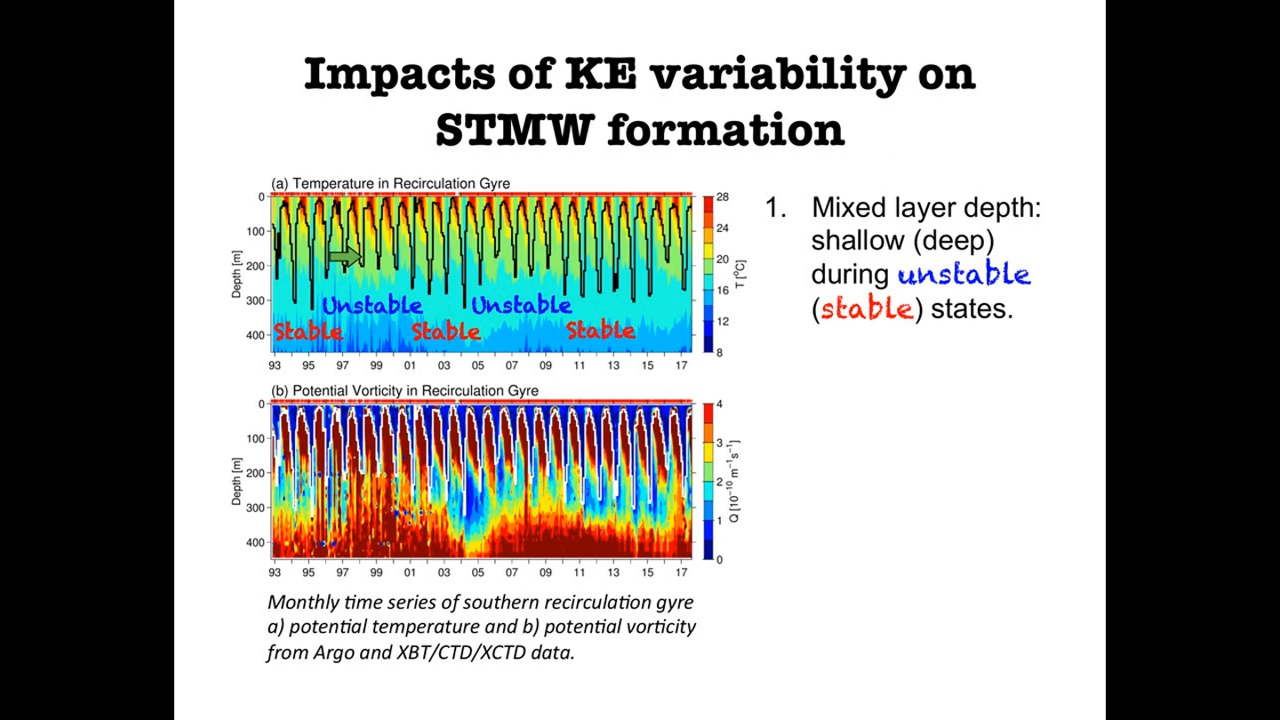 Impacts of KE variability on
STMW formation
(a) Temperature in Recirculation Gyre
0
100
200
300
400
Depth [m]
Unstable
Unstable
Stable
Stable
Stable
93 95 97 99 01 03 05 07 09 11 13 15 17
28
24
20
16
12
8
T [°C]
(b) Potential Vorticity in Recirculation Gyre
0
100
200
300
400
Depth [m]
93 95 97 99 01 03 05 07 09 11 13 15 17
4
3
2
1
0
Q [10⁻¹⁰ m⁻¹s⁻¹]
Monthly time series of southern recirculation gyre
a) potential temperature and b) potential vorticity
from Argo and XBT/CTD/XCTD data.
1. Mixed layer depth:
shallow (deep)
during unstable
(stable) states.